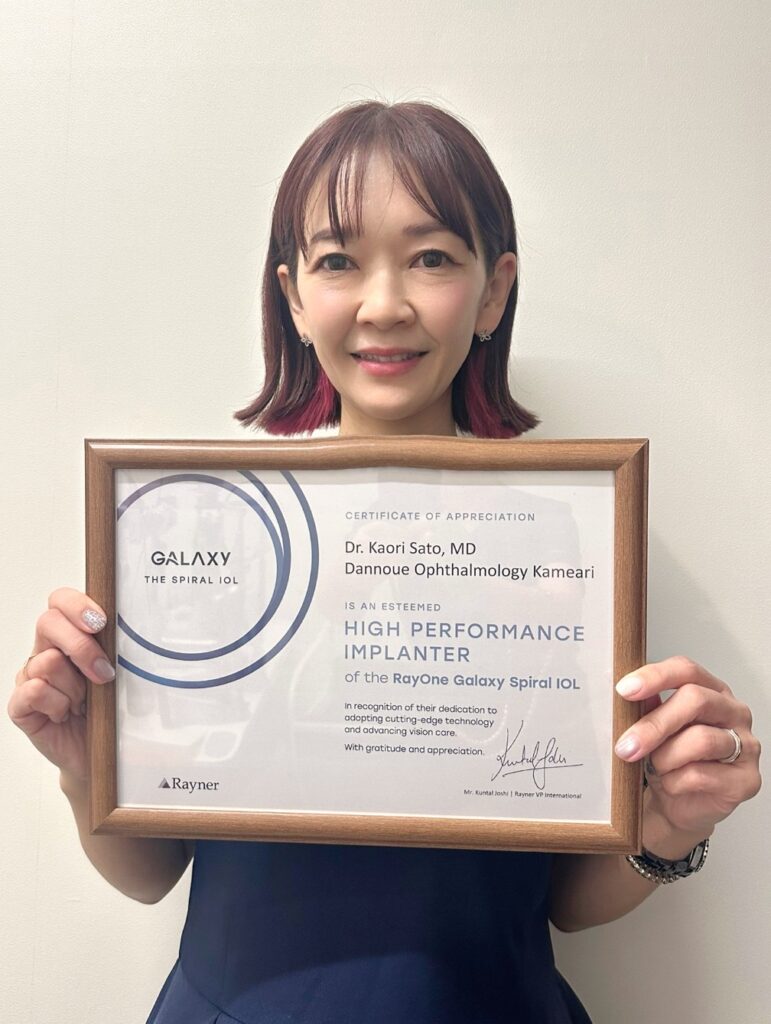 GALAXY
THE SPIRAL IOL
CERTIFICATE OF APPRECIATION
Dr. Kaori Sato, MD
Dannoue Ophthalmology Kameari
IS AN ESTEEMED
HIGH PERFORMANCE
IMPLANTER
of the RayOne Galaxy Spiral IOL
In recognition of their dedication to
adopting cutting-edge technology
and advancing vision care.
With gratitude and appreciation.
Rayner
Mr. Kuntal Joshi | Rayner VP International